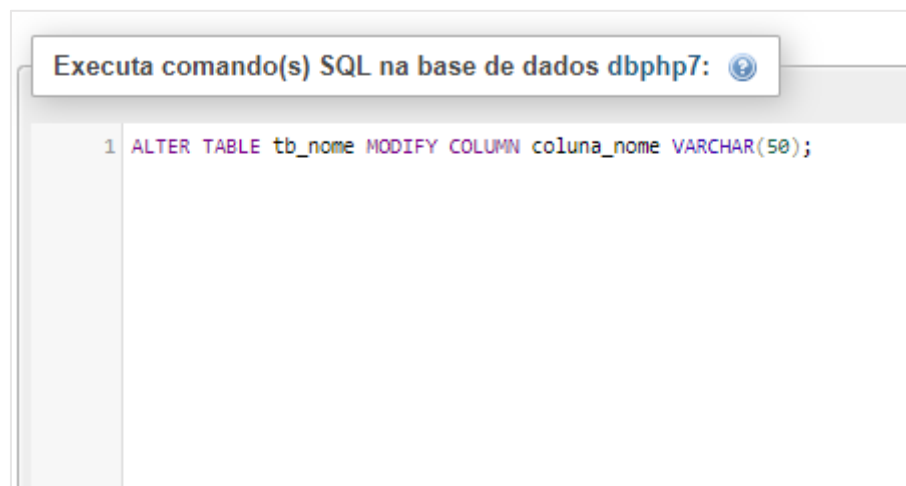 Executa comando(s) SQL na base de dados dbphp7:
1 ALTER TABLE tb_nome MODIFY COLUMN coluna_nome VARCHAR(50);